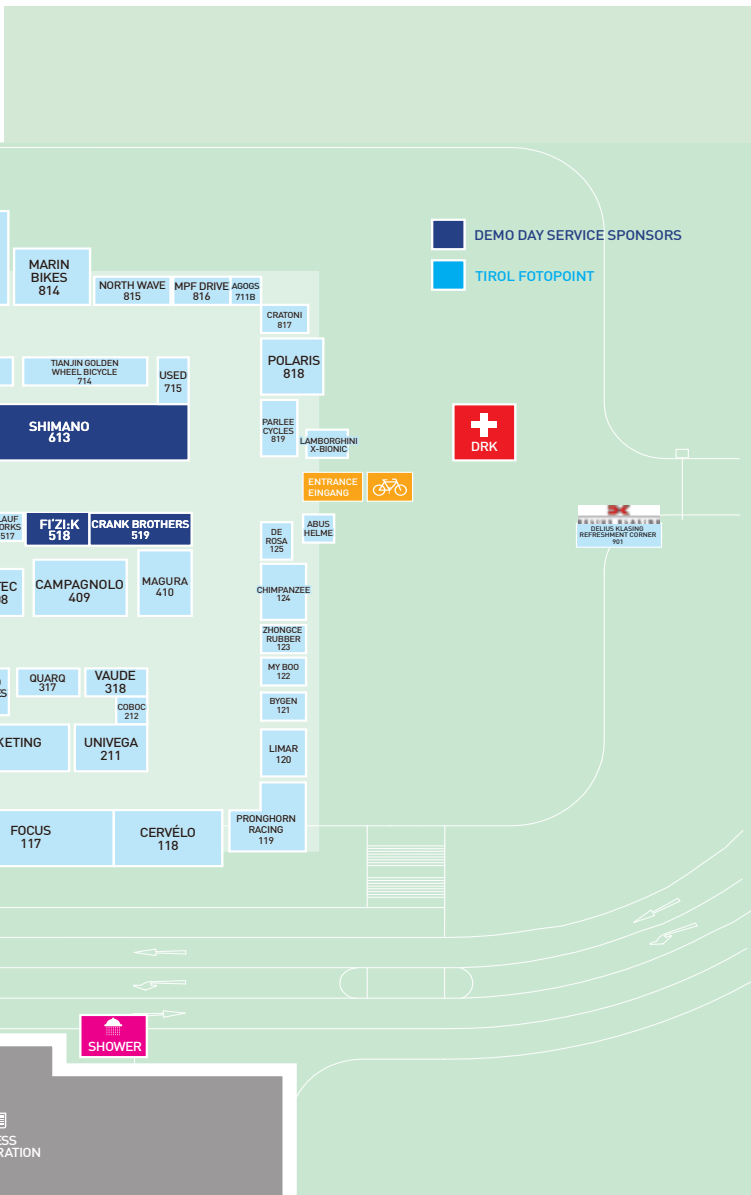 DEMO DAY SERVICE SPONSORS
TIROL FOTOPOINT
MARIN
BIKES
814
NORTH WAVE
815
MPF DRIVE
816
AGOGS
711B
CRATONI
817
TIANJIN GOLDEN
WHEEL BICYCLE
714
USED
715
POLARIS
818
SHIMANO
613
PARLEE
CYCLES
819
LAMBORGHINI
X-BIONIC
DRK
ENTRANCE
EINGANG
LAUF
ORKS
517
FI'ZI:K
518
CRANK BROTHERS
519
DE
ROSA
125
ABUS
HELME
DELIUS KLASING
DELIUS KLASING
REFRESHMENT CORNER
901
TEC
08
CAMPAGNOLO
409
MAGURA
410
CHIMPANZEE
124
ZHONGCE
RUBBER
123
MY BOO
122
QUARQ
317
VAUDE
318
COBOC
212
BYGEN
121
KETING
UNIVEGA
211
LIMAR
120
FOCUS
117
CERVÉLO
118
PRONGHORN
RACING
119
SHOWER
ESS
RATION